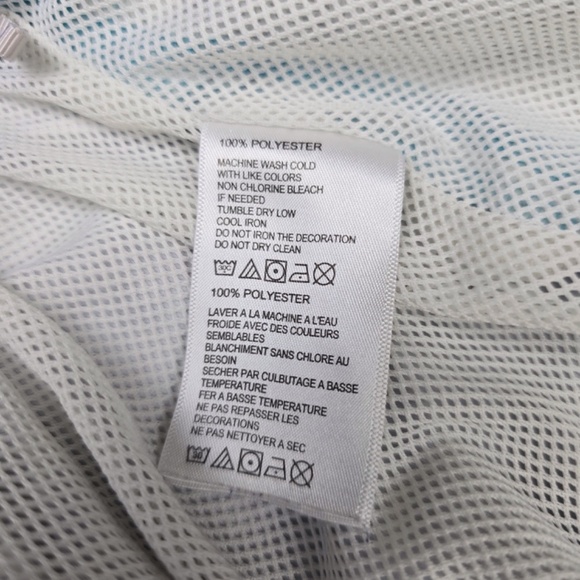 100% POLYESTER
MACHINE WASH COLD
WITH LIKE COLORS
NON CHLORINE BLEACH
IF NEEDED
TUMBLE DRY LOW
COOL IRON
DO NOT IRON THE DECORATION
DO NOT DRY CLEAN
100% POLYESTER
LAVER A LA MACHINE A L'EAU
FROIDE AVEC DES COULEURS
SEMBLABLES
BLANCHIMENT SANS CHLORE AU
BESOIN
SECHER PAR CULBUTAGE A BASSE
TEMPERATURE
FER A BASSE TEMPERATURE
NE PAS REPASSER LES
DECORATIONS
NE PAS NETTOYER A SEC